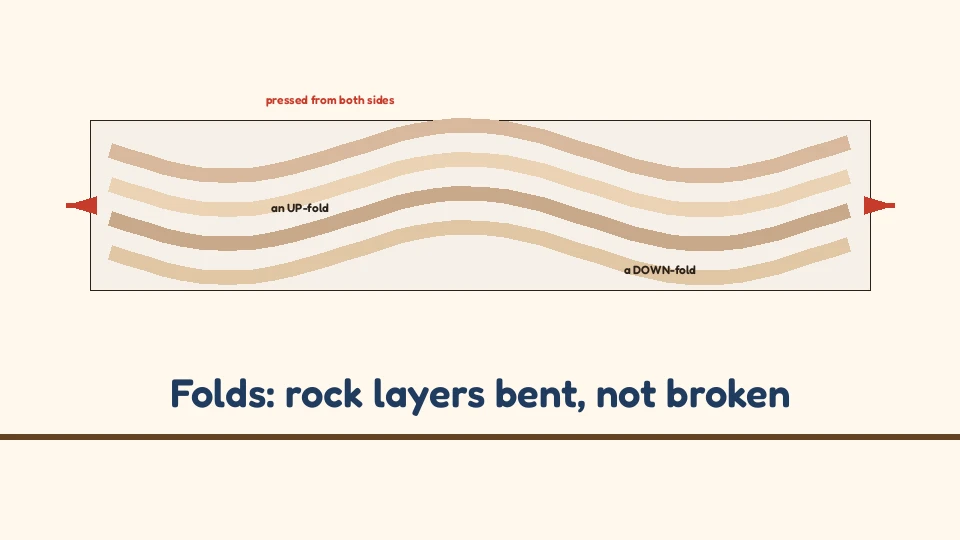 pressed from both sides
an UP-fold
a DOWN-fold
Folds: rock layers bent, not broken